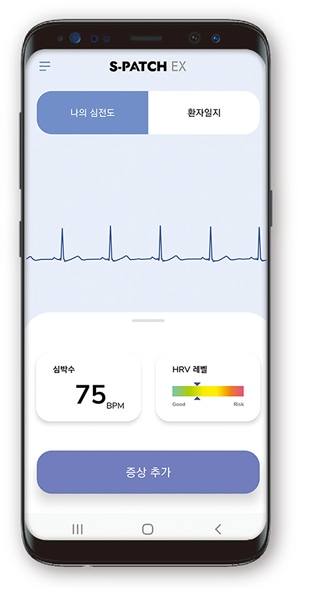 S-PATCH EX
나의 심전도
환자일지
심박수
HRV 레벨
75 BPM
Good
Risk
증상 추가